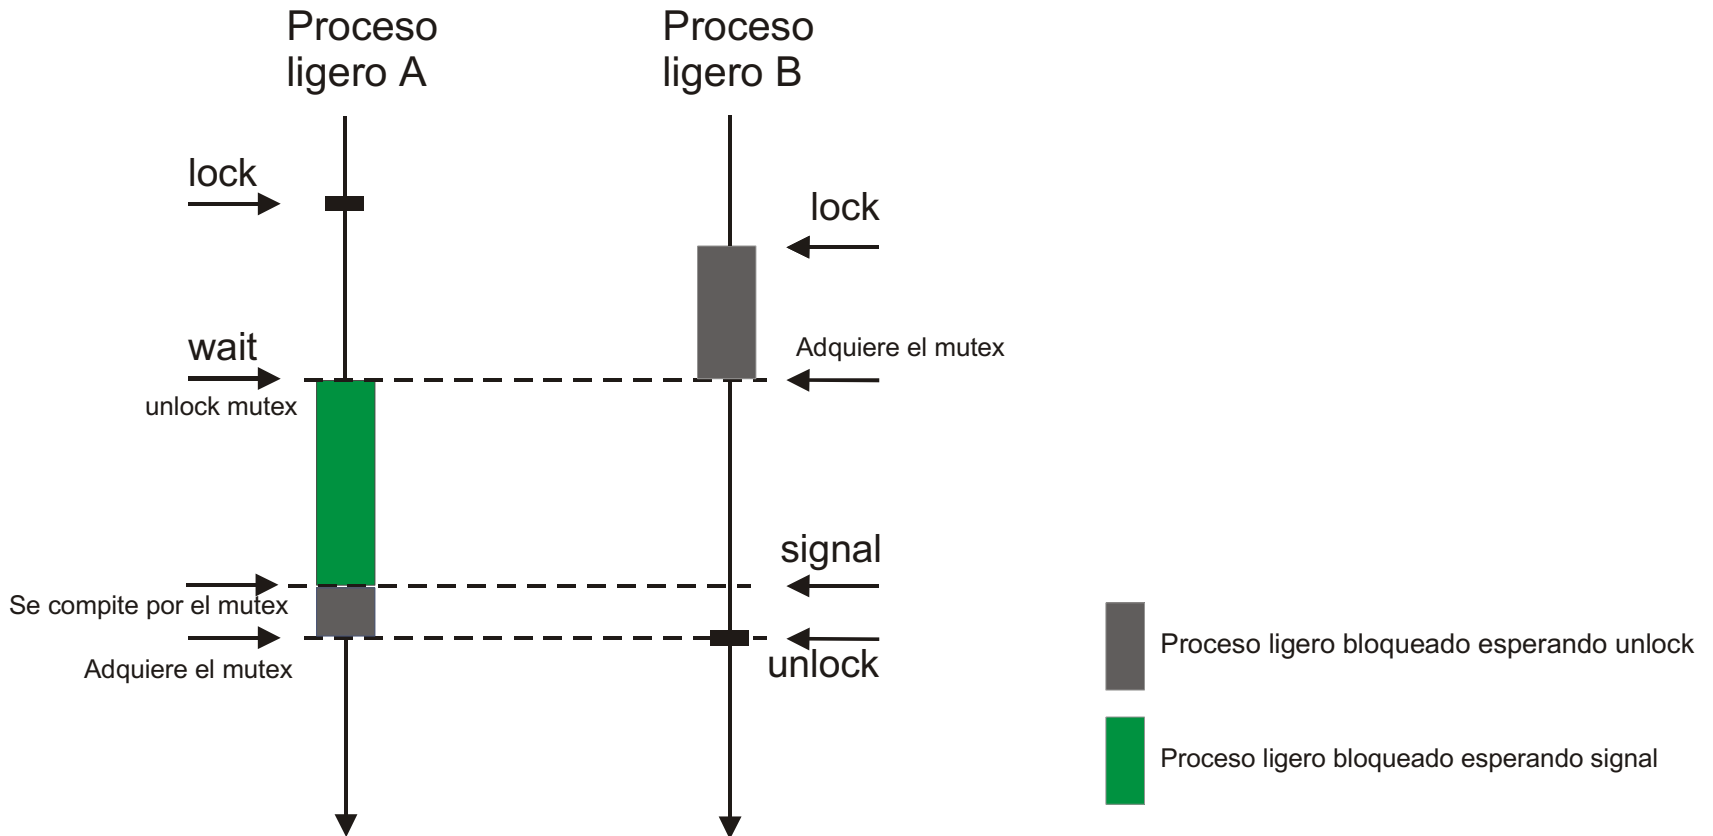 Proceso
ligero A
Proceso
ligero B
lock
lock
wait
Adquiere el mutex
unlock mutex
signal
Se compite por el mutex
Adquiere el mutex
unlock
Proceso ligero bloqueado esperando unlock
Proceso ligero bloqueado esperando signal